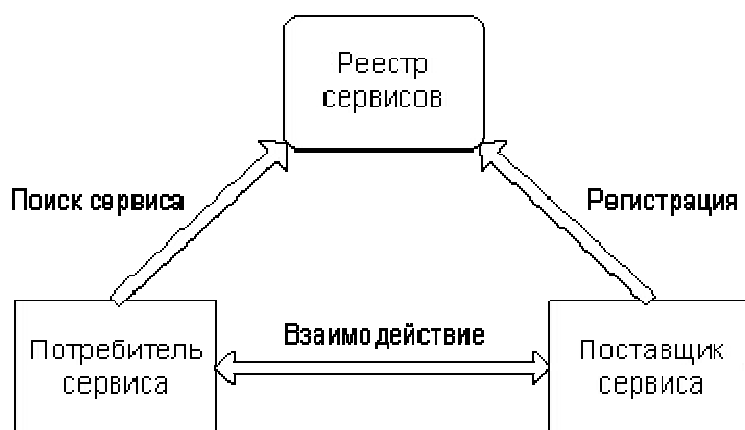 Реестр
сервисов
Поиск сервиса
Регистрация
Взаимодействие
Потребитель
сервиса
Поставщик
сервиса